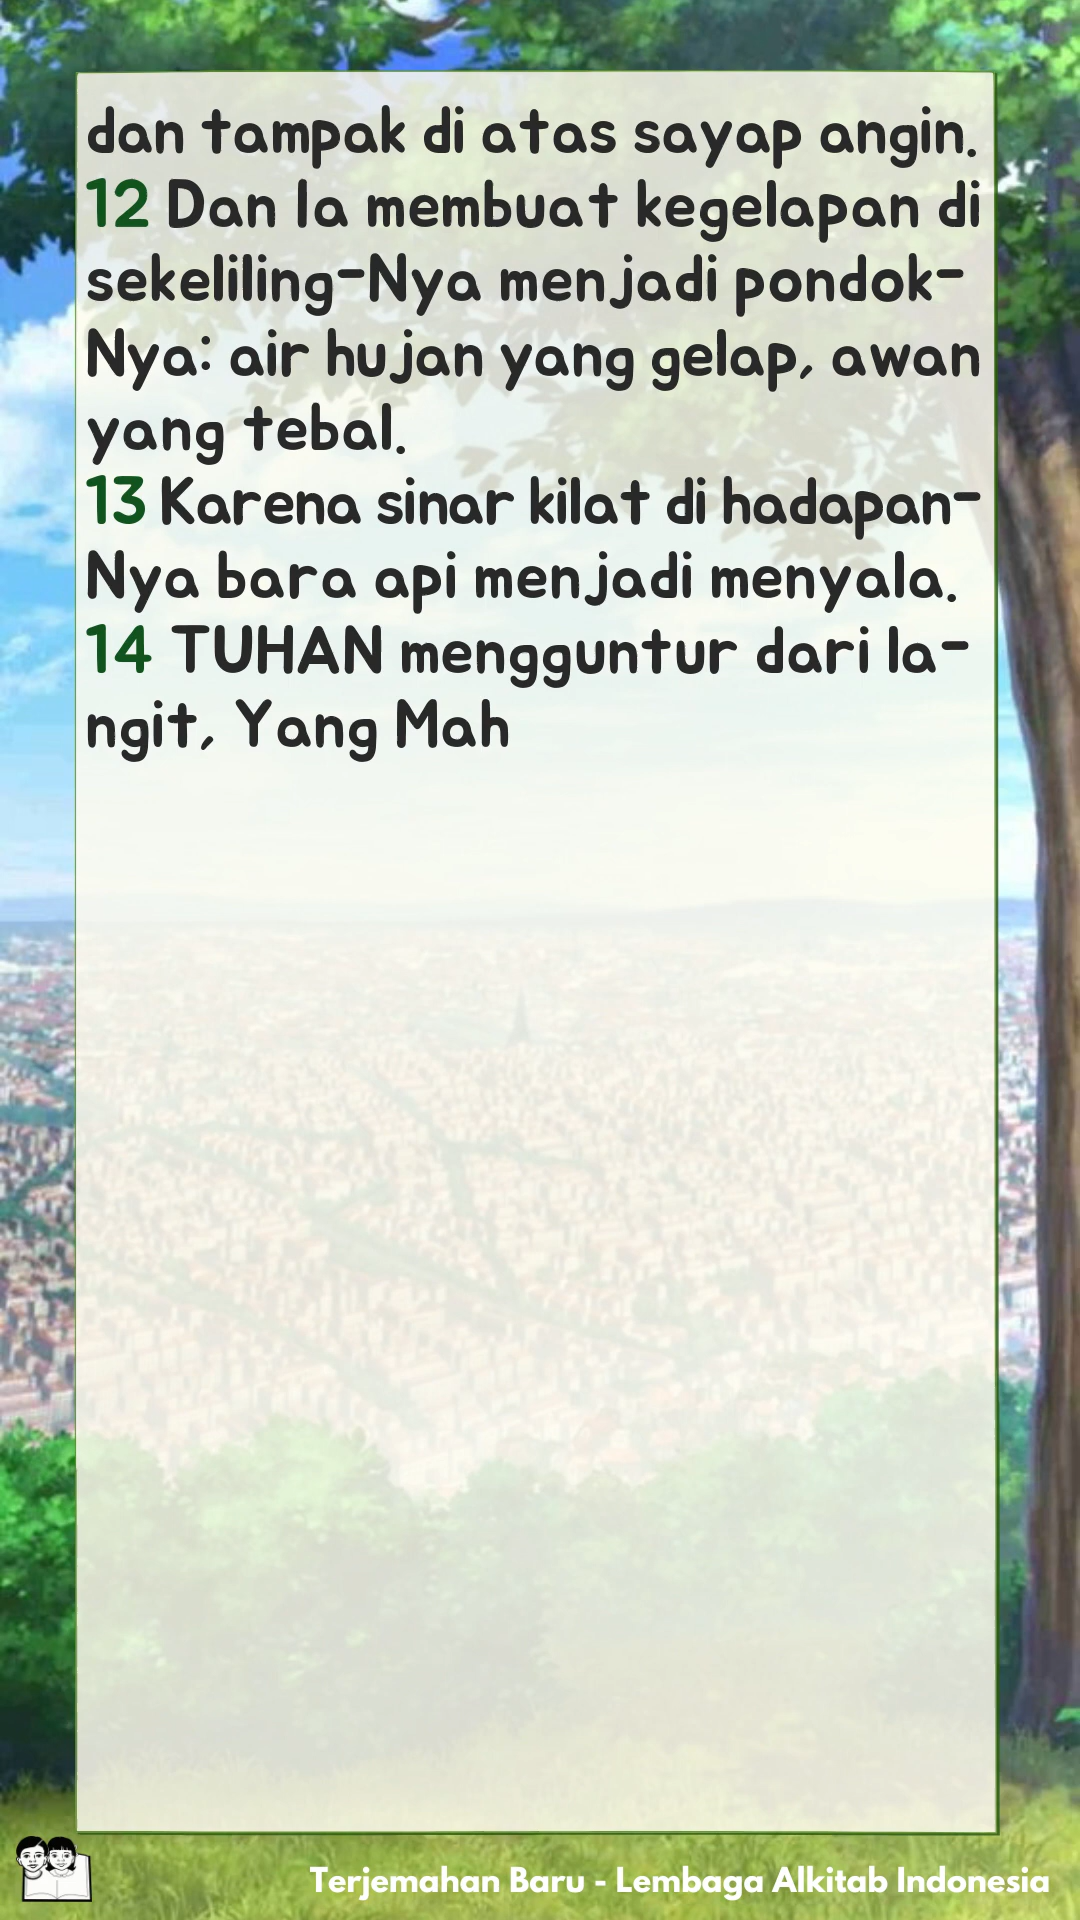 dan tampak di atas sayap angin.
12 Dan Ia membuat kegelapan di
sekeliling-Nya menjadi pondok-
Nya: air hujan yang gelap, awan
yang tebal.
13 Karena sinar kilat di hadapan-
Nya bara api menjadi menyala.
14 TUHAN mengguntur dari la-
ngit, Yang Mah
Terjemahan Baru - Lembaga Alkitab Indonesia